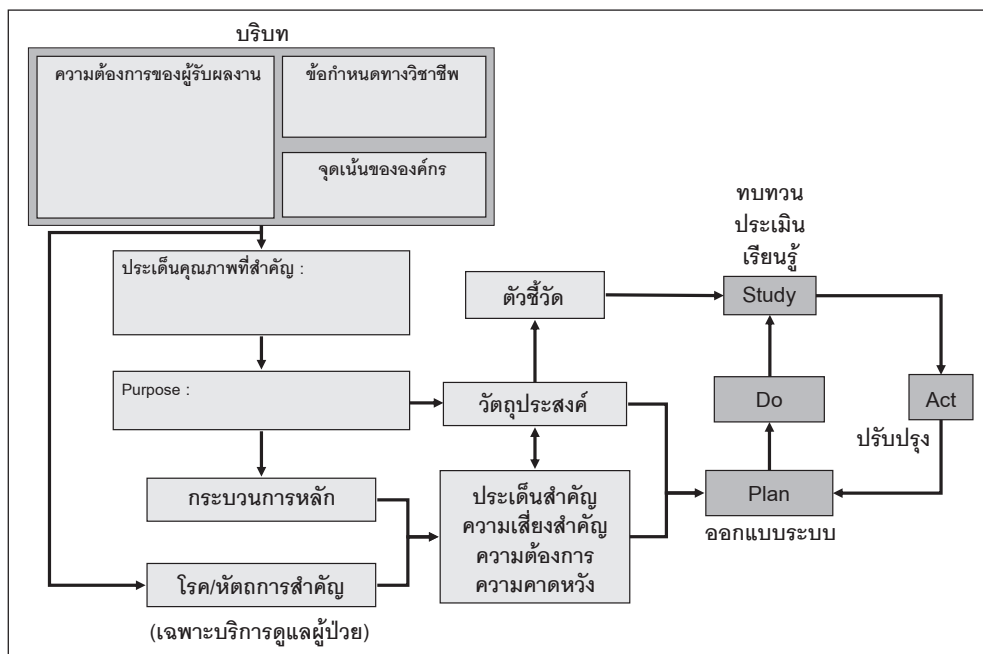 บริบท
ความต้องการของผู้รับผลงาน
ข้อกำหนดทางวิชาชีพ
จุดเน้นขององค์กร
ประเด็นคุณภาพที่สำคัญ :
Purpose :
กระบวนการหลัก
โรค/หัตถการสำคัญ
(เฉพาะบริการดูแลผู้ป่วย)
ตัวชี้วัด
วัตถุประสงค์
ประเด็นสำคัญ
ความเสี่ยงสำคัญ
ความต้องการ
ความคาดหวัง
ทบทวน
ประเมิน
เรียนรู้
Study
Do
Act
ปรับปรุง
Plan
ออกแบบระบบ